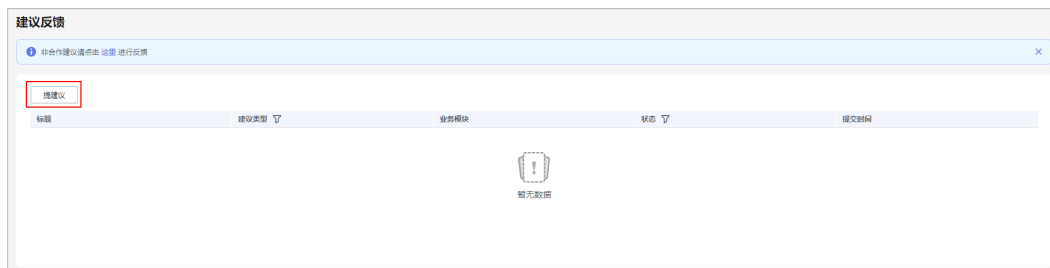 建议反馈
非合作建议请点击 这里 进行反馈
提建议
标题 建议类型 业务模块 状态 提交时间
暂无数据